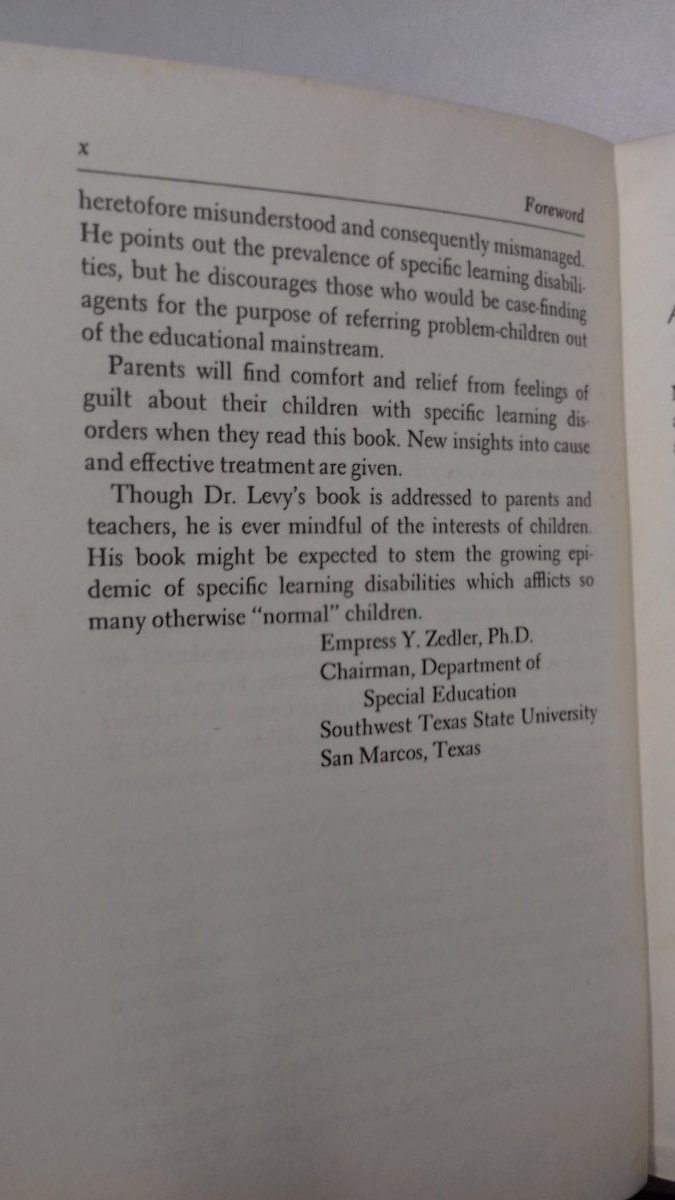 x
Foreword
heretofore misunderstood and consequently mismanaged.
He points out the prevalence of specific learning disabili-
ties, but he discourages those who would be case-finding
agents for the purpose of referring problem-children out
of the educational mainstream.
Parents will find comfort and relief from feelings of
guilt about their children with specific learning dis-
orders when they read this book. New insights into cause
and effective treatment are given.
Though Dr. Levy's book is addressed to parents and
teachers, he is ever mindful of the interests of children.
His book might be expected to stem the growing epi-
demic of specific learning disabilities which afflicts so
many otherwise "normal" children.
Empress Y. Zedler, Ph.D.
Chairman, Department of
Special Education
Southwest Texas State University
San Marcos, Texas